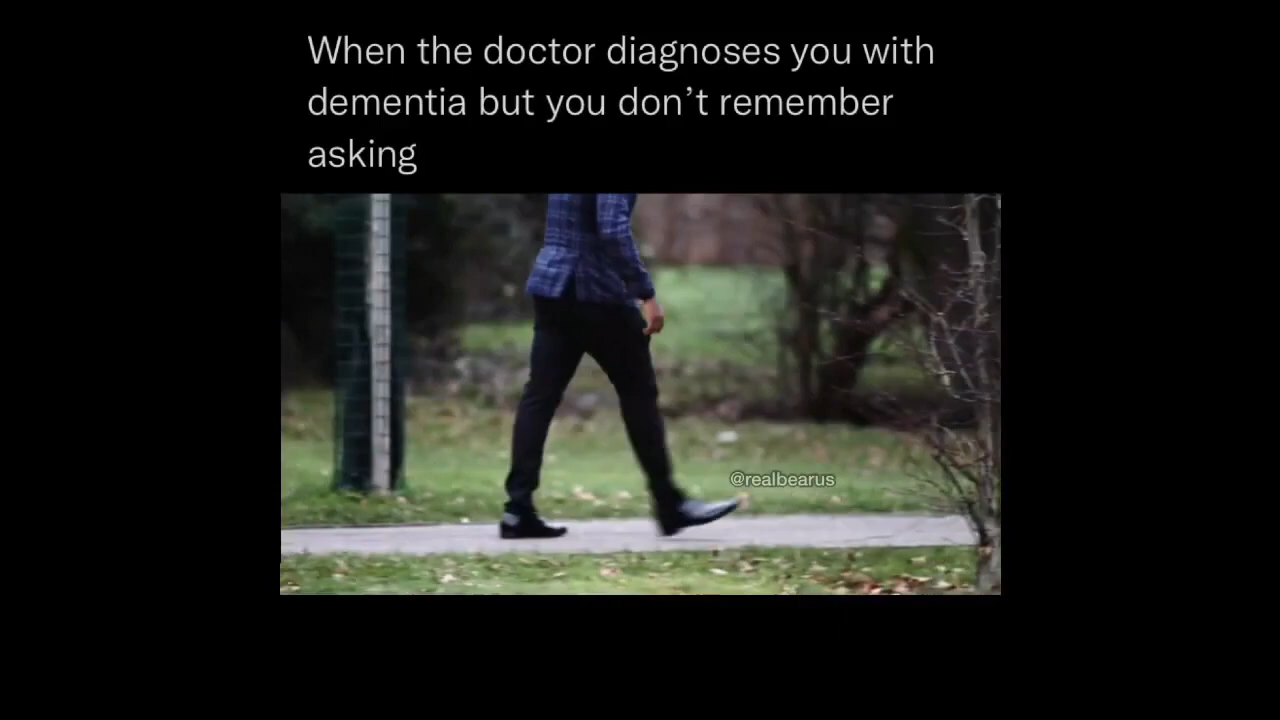 When the doctor diagnoses you with
dementia but you don’t remember
asking
@realbearus